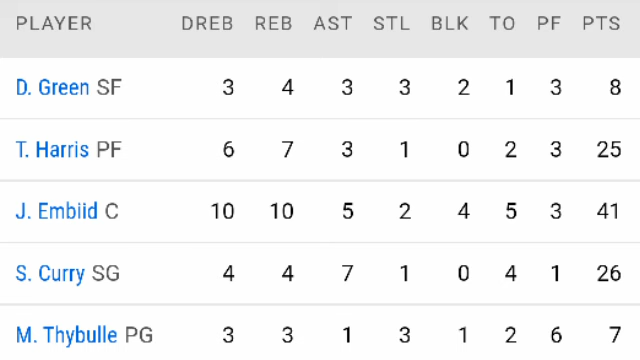 PLAYER DREB REB AST STL BLK TO PF PTS
D. Green SF 3 4 3 3 2 1 3 8
T. Harris PF 6 7 3 1 0 2 3 25
J. Embiid C 10 10 5 2 4 5 3 41
S. Curry SG 4 4 7 1 0 4 1 26
M. Thybulle PG 3 3 1 3 1 2 6 7